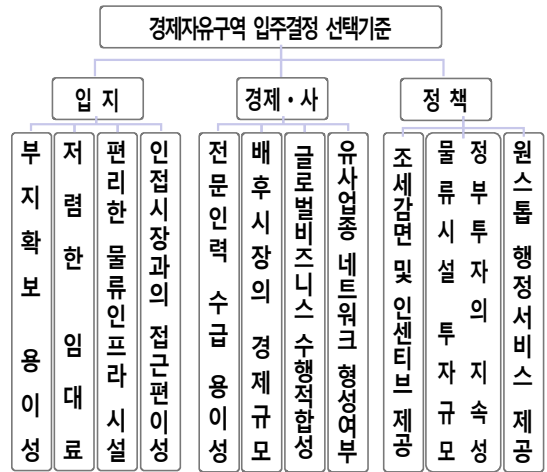 경제자유구역 입주결정 선택기준
입 지
경제·사
정 책
부지확보 용이성
저렴한 임대료
편리한 물류인프라 시설
인접시장과의 접근편이성
전문인력 수급 용이성
배후시장의 경제규모
글로벌비즈니스 수행적합성
유사업종 네트워크 형성여부
조세감면 및 인센티브 제공
정부투자의 지속성
물류시설 투자규모
원스톱 행정서비스 제공